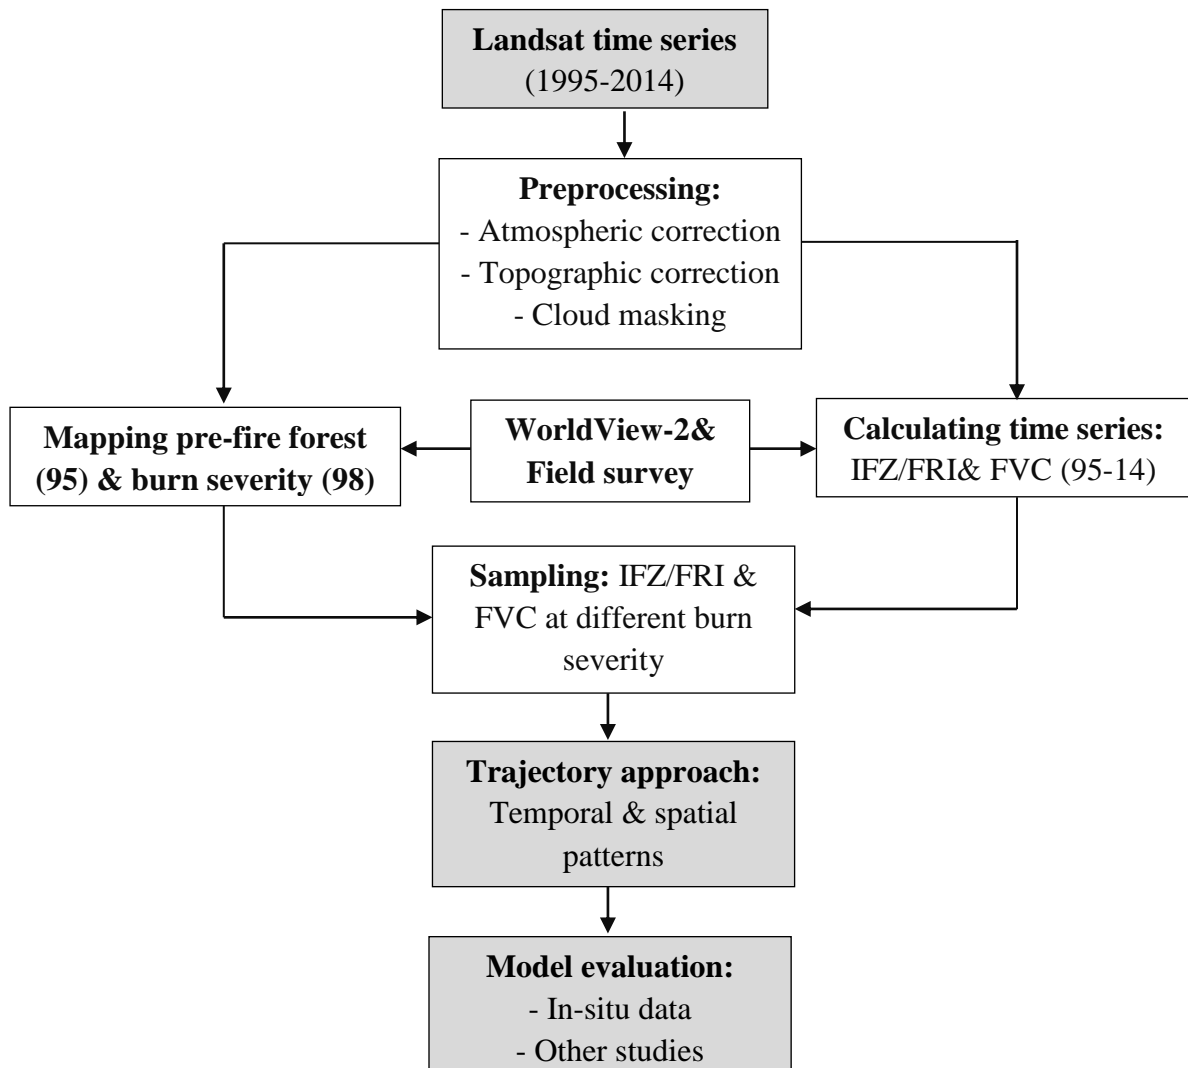 Landsat time series
(1995-2014)
Preprocessing:
- Atmospheric correction
- Topographic correction
- Cloud masking
Mapping pre-fire forest
(95) & burn severity (98)
WorldView-2&
Field survey
Calculating time series:
IFZ/FRI& FVC (95-14)
Sampling: IFZ/FRI &
FVC at different burn
severity
Trajectory approach:
Temporal & spatial
patterns
Model evaluation:
- In-situ data
- Other studies